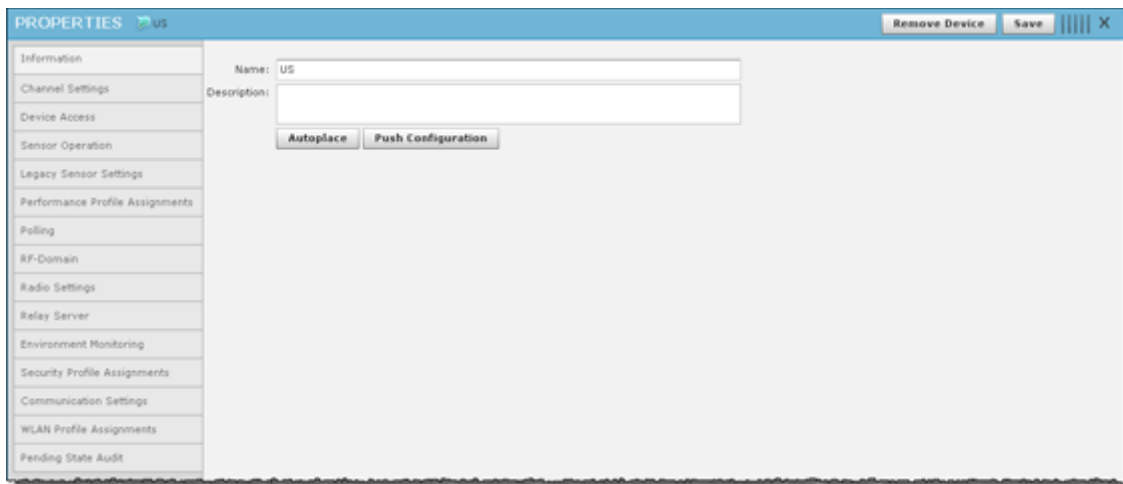 PROPERTIES US Remove Device Save X
Information
Channel Settings
Device Access
Sensor Operation
Legacy Sensor Settings
Performance Profile Assignments
Polling
RF-Domain
Radio Settings
Relay Server
Environment Monitoring
Security Profile Assignments
Communication Settings
WLAN Profile Assignments
Pending State Audit
Name: US
Description:
Autoplace Push Configuration